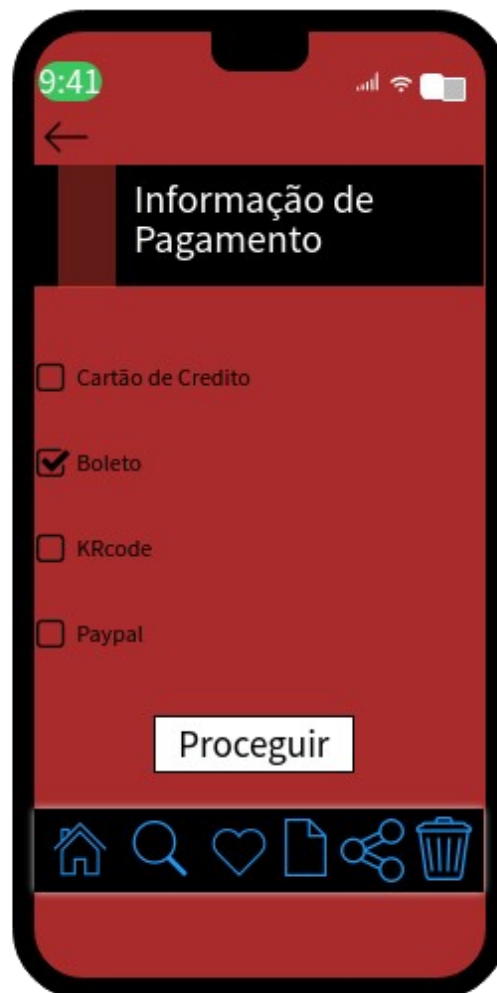 9:41
Informação de
Pagamento
Cartão de Credito
Boleto
KRcode
Paypal
Proceguir